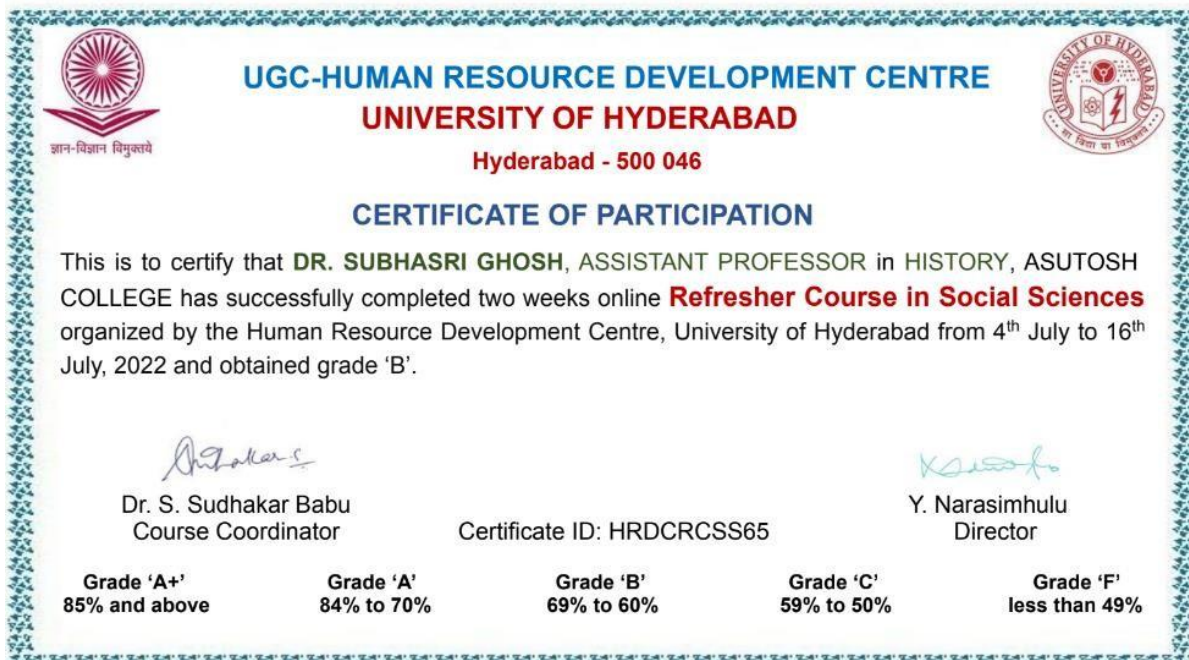 UGC-HUMAN RESOURCE DEVELOPMENT CENTRE
UNIVERSITY OF HYDERABAD
Hyderabad - 500 046
ज्ञान-विज्ञान विमुक्तये
UNIVERSITY OF HYDERABAD
सा विद्या या विमुक्तये
CERTIFICATE OF PARTICIPATION
This is to certify that DR. SUBHASRI GHOSH, ASSISTANT PROFESSOR in HISTORY, ASUTOSH
COLLEGE has successfully completed two weeks online Refresher Course in Social Sciences
organized by the Human Resource Development Centre, University of Hyderabad from 4th July to 16th
July, 2022 and obtained grade ‘B’.
Dr. S. Sudhakar Babu
Course Coordinator
Certificate ID: HRDCRCSS65
Y. Narasimhulu
Director
Grade ‘A+’ Grade ‘A’ Grade ‘B’ Grade ‘C’ Grade ‘F’
85% and above 84% to 70% 69% to 60% 59% to 50% less than 49%